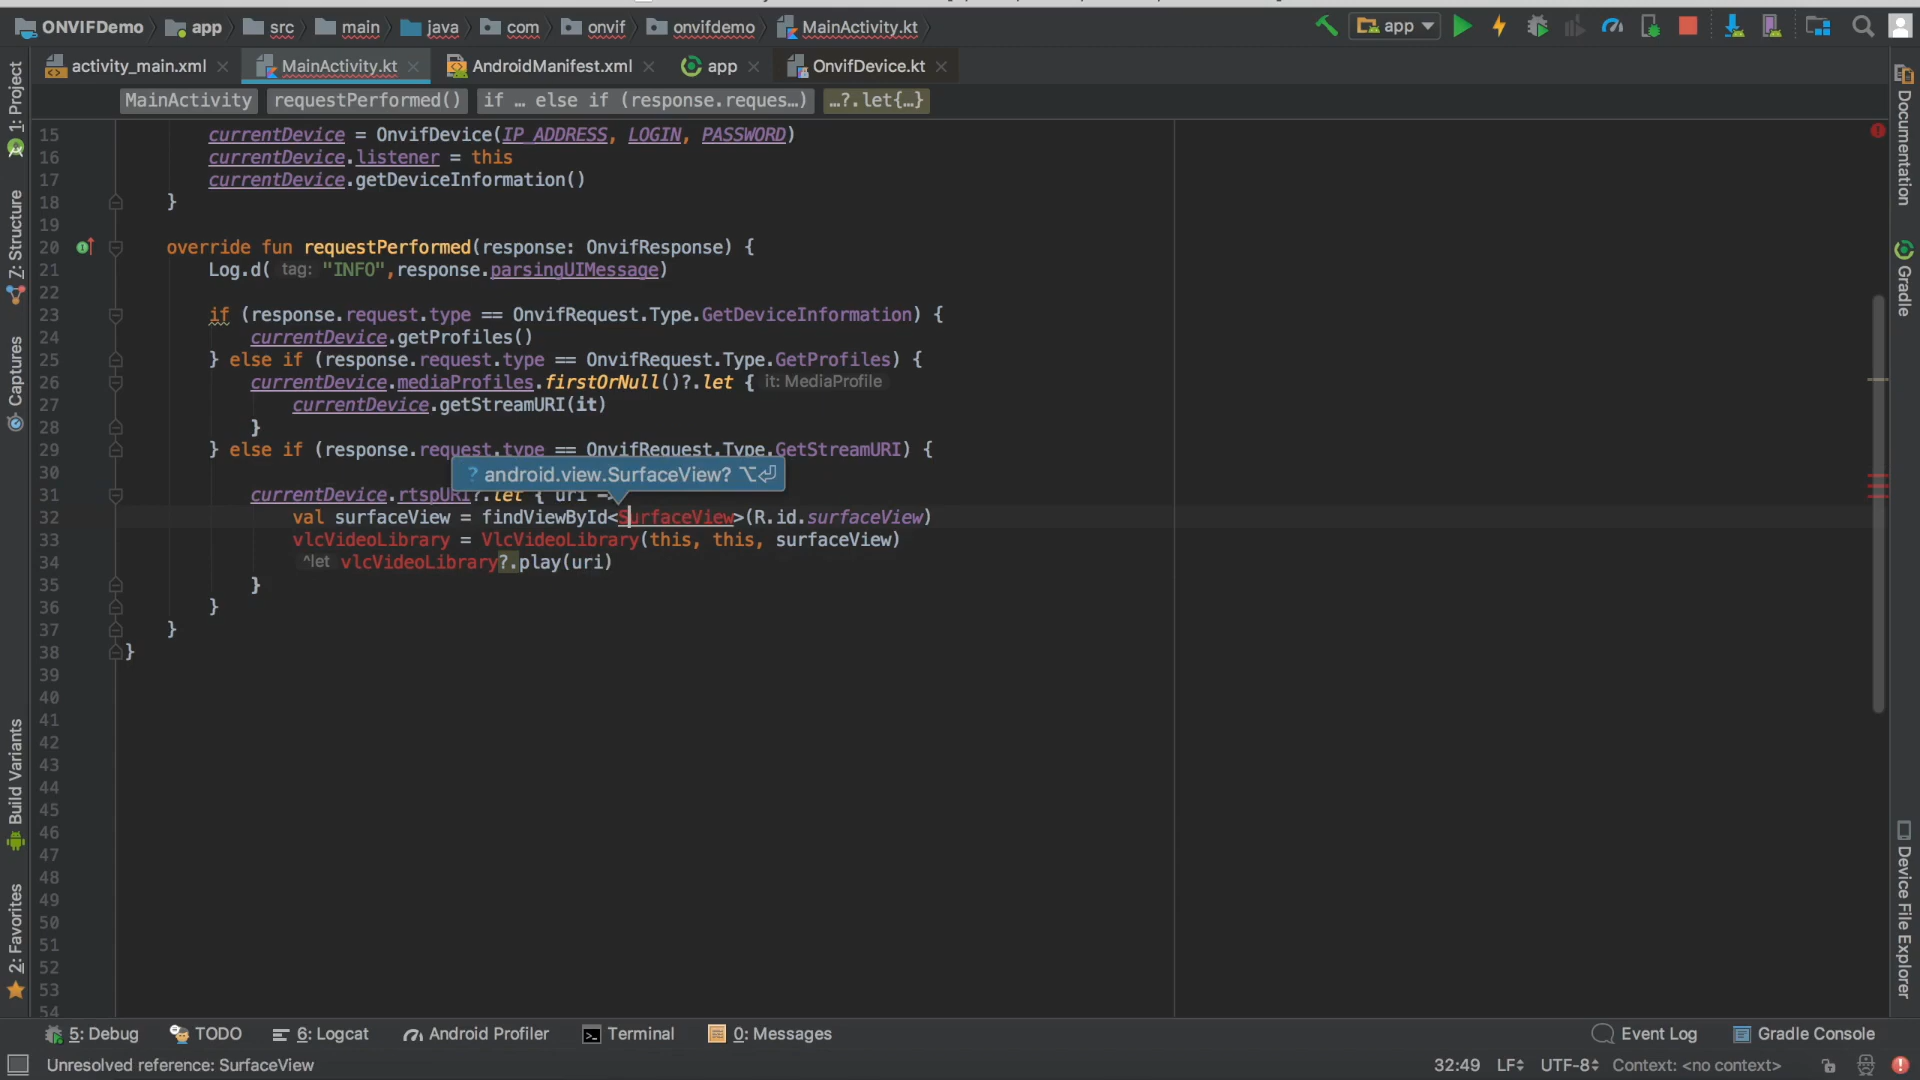 ONVIFDemo app src main java com onvif onvifdemo MainActivity.kt app
activity_main.xml MainActivity.kt AndroidManifest.xml app OnvifDevice.kt
MainActivity requestPerformed() if … else if (response.reques…) …?.let{…}
15 currentDevice = OnvifDevice(IP_ADDRESS, LOGIN, PASSWORD)
16 currentDevice.listener = this
17 currentDevice.getDeviceInformation()
18 }
19
20 override fun requestPerformed(response: OnvifResponse) {
21 Log.d( tag: "INFO",response.parsingUIMessage)
22
23 if (response.request.type == OnvifRequest.Type.GetDeviceInformation) {
24 currentDevice.getProfiles()
25 } else if (response.request.type == OnvifRequest.Type.GetProfiles) {
26 currentDevice.mediaProfiles.firstOrNull()?.let { it: MediaProfile
27 currentDevice.getStreamURI(it)
28 }
29 } else if (response.request.type == OnvifRequest.Type.GetStreamURI) {
30
? android.view.SurfaceView? ⌥⏎
31 currentDevice.rtspURI?.let { uri -
32 val surfaceView = findViewById<SurfaceView>(R.id.surfaceView)
33 vlcVideoLibrary = VlcVideoLibrary(this, this, surfaceView)
34 ^let vlcVideoLibrary?.play(uri)
35 }
36 }
37 }
38 }
39
40
41
42
43
44
45
46
47
48
49
50
51
52
53
54
1: Project
7: Structure
Captures
Build Variants
2: Favorites
Documentation
Gradle
Device File Explorer
5: Debug TODO 6: Logcat Android Profiler Terminal 0: Messages Event Log Gradle Console
Unresolved reference: SurfaceView 32:49 LF UTF-8 Context: <no context>